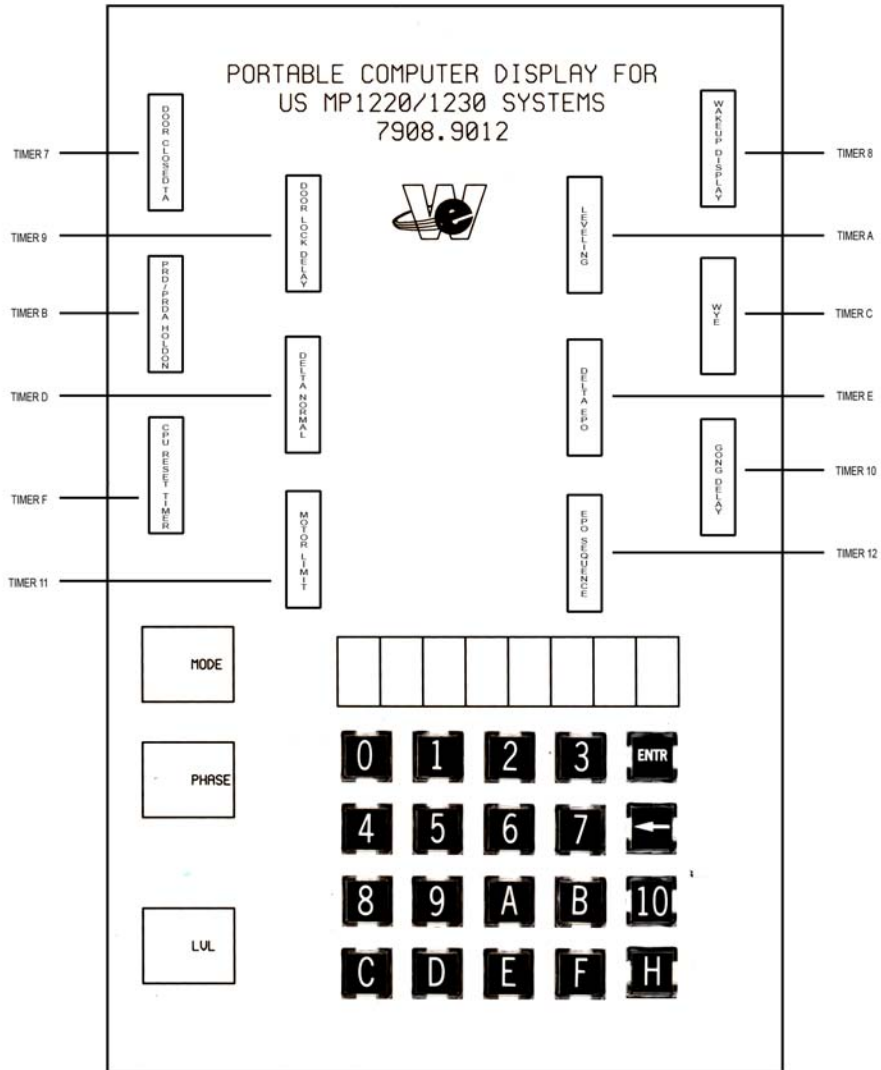 PORTABLE COMPUTER DISPLAY FOR
US MP1220/1230 SYSTEMS
7908.9012
TIMER 7
DOOR CLOSED TA
WAKEUP DISPLAY
TIMER 8
TIMER 9
DOOR LOCK DELAY
W
LEVELING
TIMER A
TIMER B
PRD/PRDA HOLDON
WYE
TIMER C
TIMER D
DELTA NORMAL
DELTA EPO
TIMER E
TIMER F
CPU RESET TIMER
GONG DELAY
TIMER 10
TIMER 11
MOTOR LIMIT
EPO SEQUENCE
TIMER 12
MODE
PHASE
LVL
0 1 2 3 ENTR
4 5 6 7 ←
8 9 A B 10
C D E F H